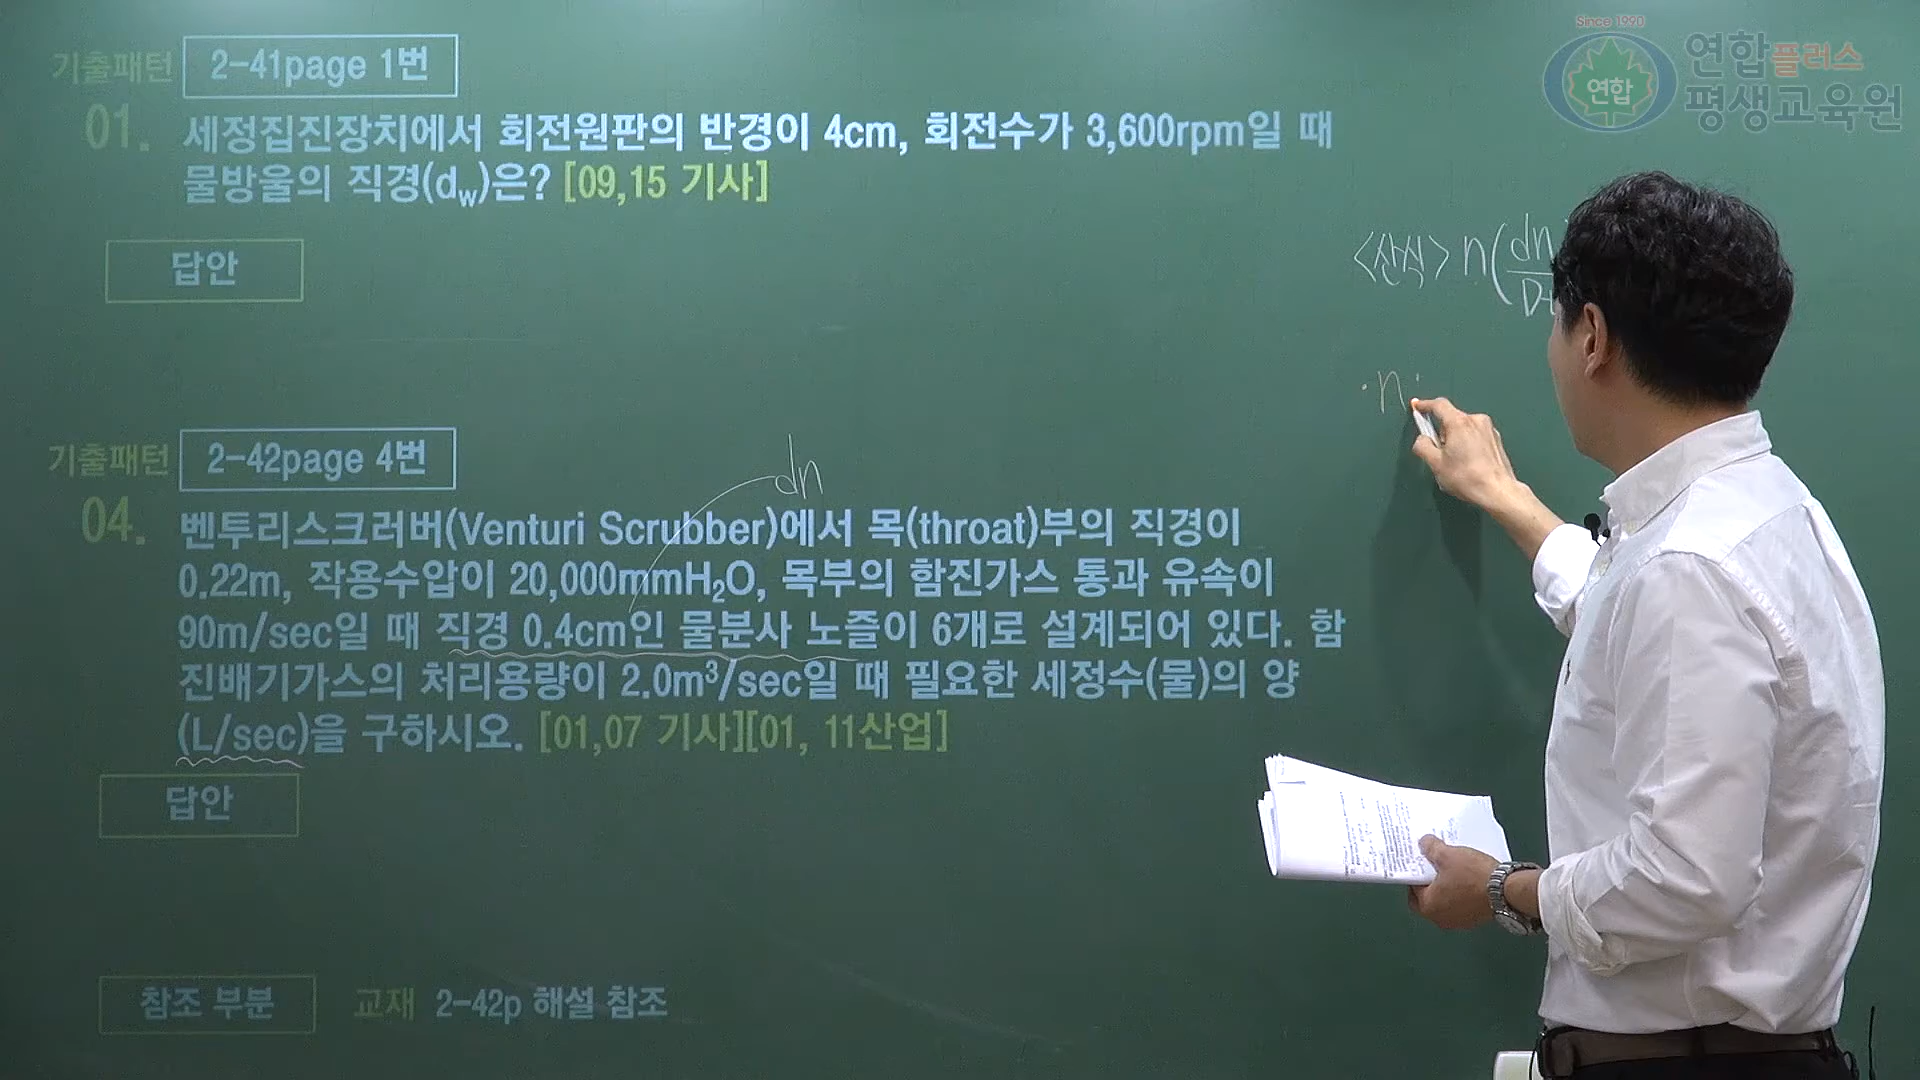 Since 1990
연합
연합플러스
평생교육원
기출패턴 2-41page 1번
01. 세정집진장치에서 회전원판의 반경이 4cm, 회전수가 3,600rpm일 때
물방울의 직경(dw)은? [09,15 기사]
답안
<산식> n(dn/D
· n ·
기출패턴 2-42page 4번
dn
04. 벤투리스크러버(Venturi Scrubber)에서 목(throat)부의 직경이
0.22m, 작용수압이 20,000mmH₂O, 목부의 함진가스 통과 유속이
90m/sec일 때 직경 0.4cm인 물분사 노즐이 6개로 설계되어 있다. 함
진배기가스의 처리용량이 2.0m³/sec일 때 필요한 세정수(물)의 양
(L/sec)을 구하시오. [01,07 기사][01, 11산업]
답안
참조 부분 교재 2-42p 해설 참조